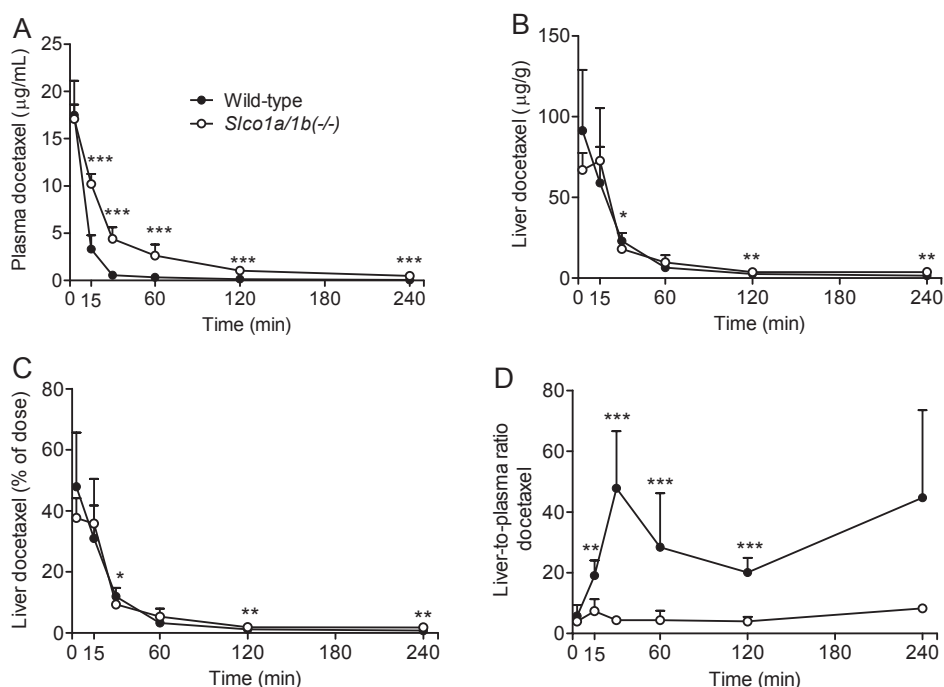 A
Plasma docetaxel (µg/mL)
25
20
15
10
5
0
Wild-type
Slco1a/1b(-/-)
***
***
***
***
***
0 15 60 120 180 240
Time (min)
B
Liver docetaxel (µg/g)
150
100
50
0
*
**
**
0 15 60 120 180 240
Time (min)
C
Liver docetaxel (% of dose)
80
60
40
20
0
*
**
**
0 15 60 120 180 240
Time (min)
D
Liver-to-plasma ratio
docetaxel
80
60
40
20
0
**
***
***
***
0 15 60 120 180 240
Time (min)